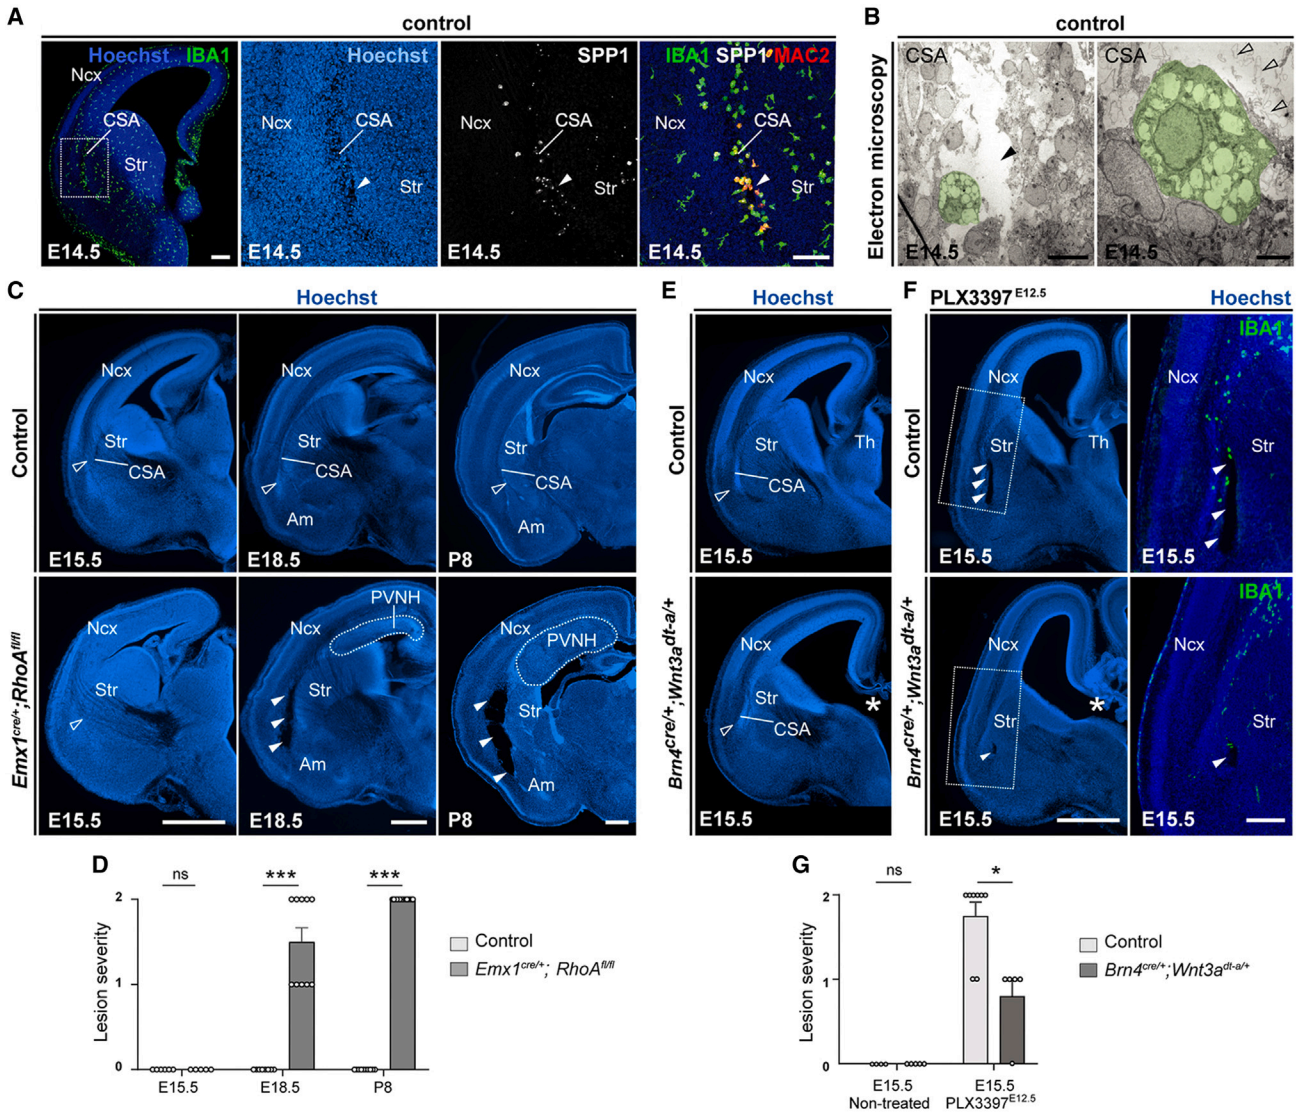 A
control
Hoechst IBA1
Ncx
CSA
Str
E14.5
Hoechst
Ncx
CSA
Str
E14.5
SPP1
Ncx
CSA
Str
E14.5
IBA1 SPP1 MAC2
Ncx
CSA
Str
E14.5
B
control
Electron microscopy
CSA
E14.5
CSA
E14.5
C
Hoechst
Control
Ncx
Str
CSA
E15.5
Ncx
Str
CSA
Am
E18.5
Ncx
Str
CSA
Am
P8
Emx1cre/+;RhoAfl/fl
Ncx
Str
E15.5
PVNH
Ncx
Str
Am
E18.5
Ncx
PVNH
Str
Am
P8
D
Lesion severity
2
1
0
ns
***
***
E15.5
E18.5
P8
Control
Emx1cre/+; RhoAfl/fl
E
Hoechst
Control
Ncx
Str
Th
CSA
E15.5
Brn4cre/+;Wnt3adt-a/+
Ncx
Str
CSA
*
E15.5
F
PLX3397E12.5
Hoechst
Control
Ncx
Str
Th
E15.5
IBA1
Ncx
Str
E15.5
Brn4cre/+;Wnt3adt-a/+
Ncx
Str
*
E15.5
IBA1
Ncx
Str
E15.5
G
Lesion severity
2
1
0
ns
*
E15.5
Non-treated
E15.5
PLX3397E12.5
Control
Brn4cre/+;Wnt3adt-a/+